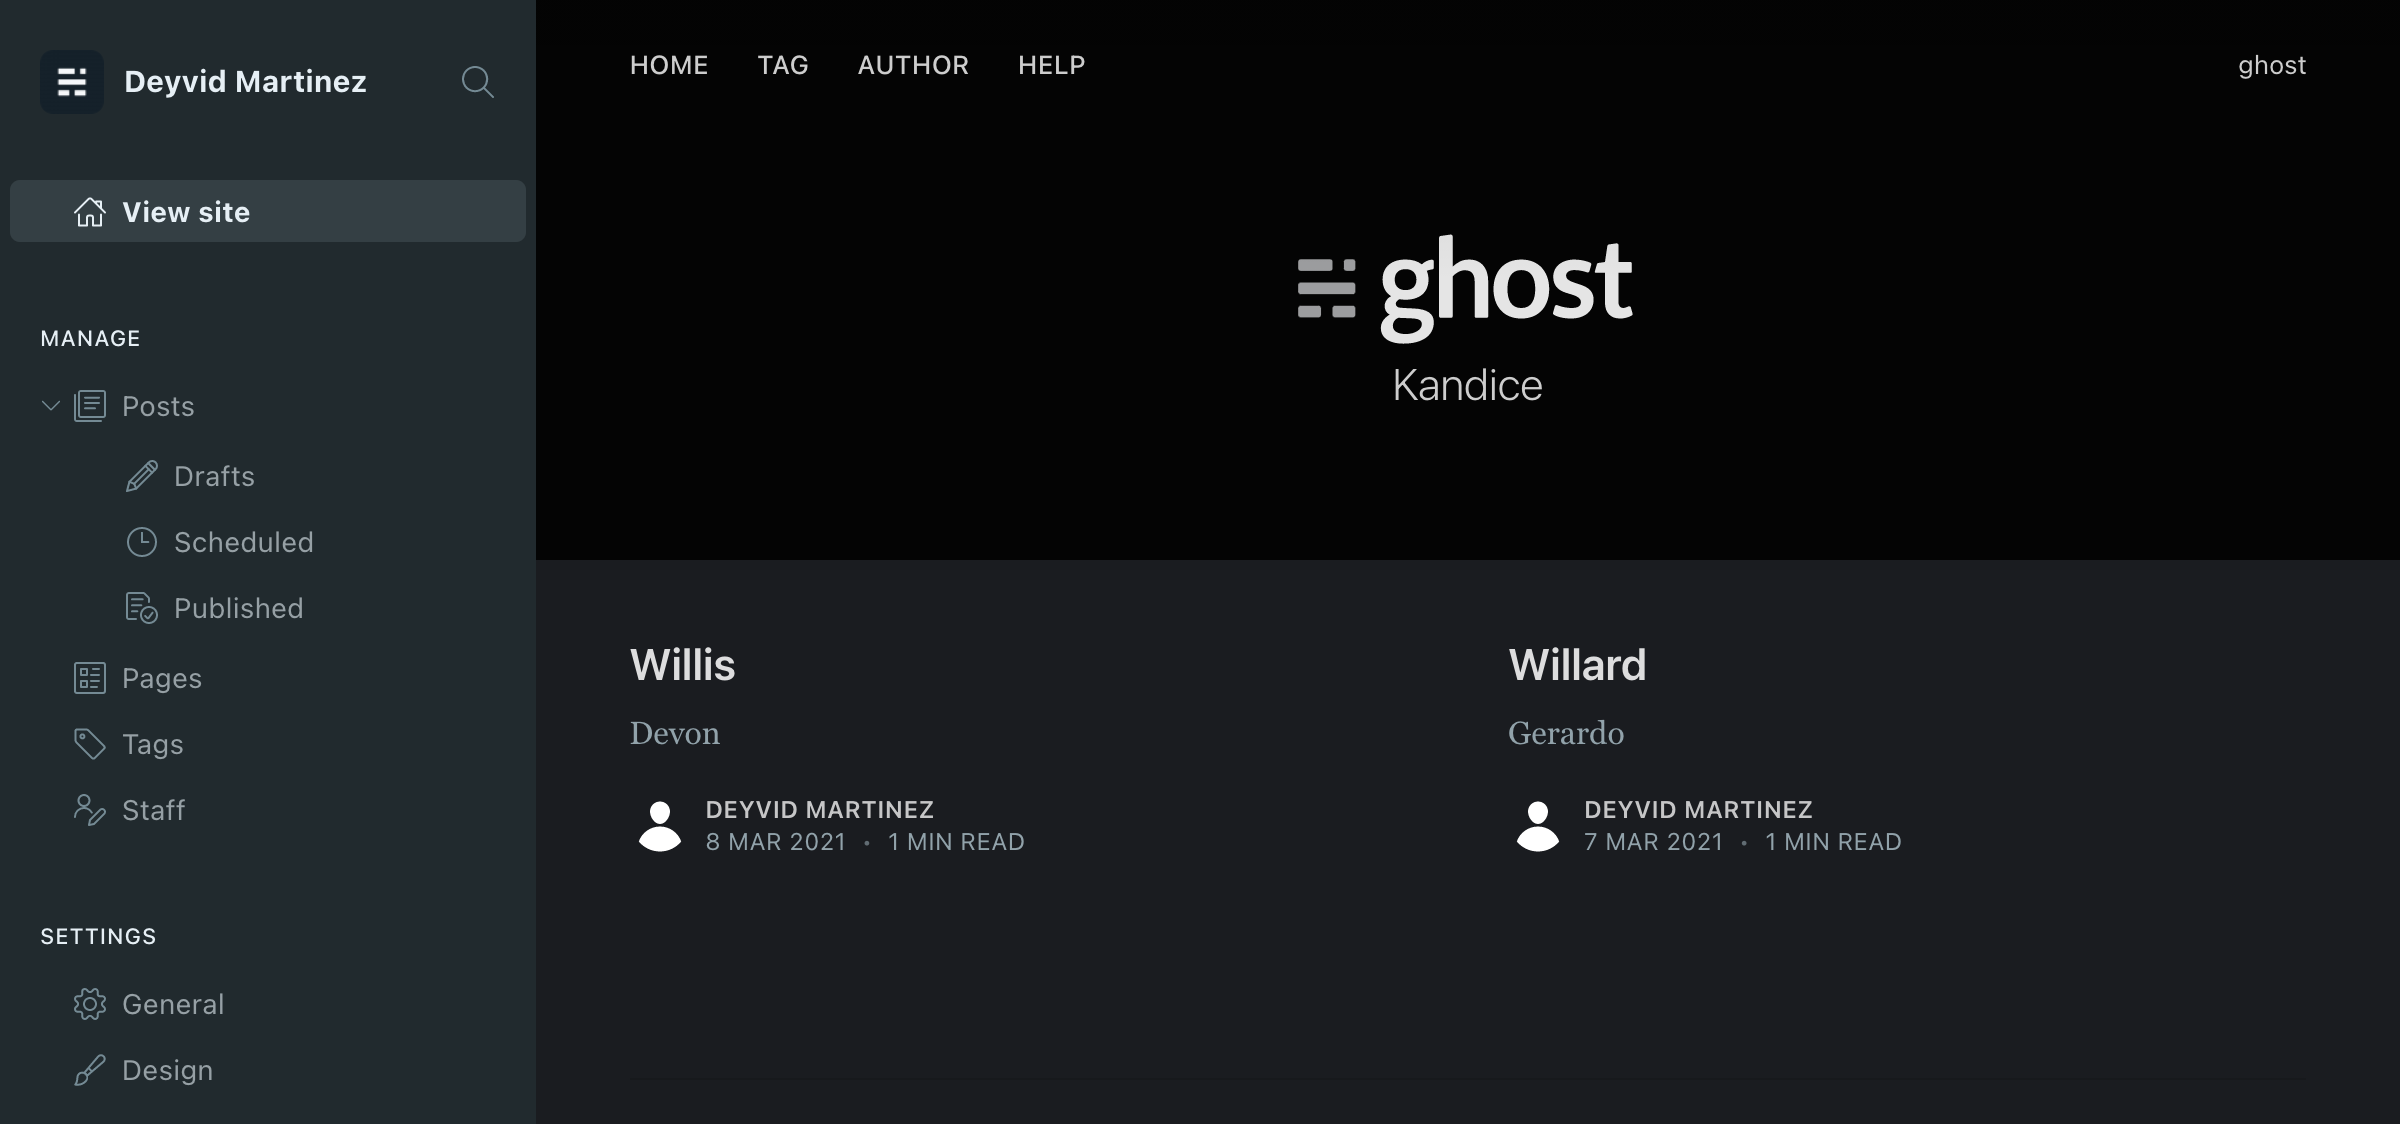 Deyvid Martinez
View site
MANAGE
Posts
Drafts
Scheduled
Published
Pages
Tags
Staff
SETTINGS
General
Design
HOME TAG AUTHOR HELP
ghost
ghost
Kandice
Willis
Devon
DEYVID MARTINEZ
8 MAR 2021 • 1 MIN READ
Willard
Gerardo
DEYVID MARTINEZ
7 MAR 2021 • 1 MIN READ